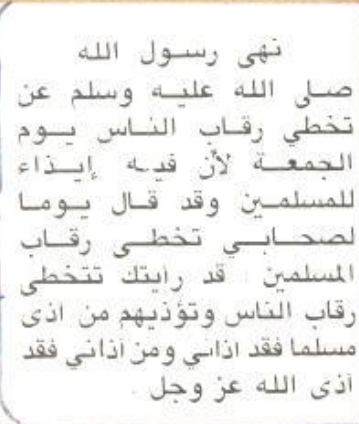 نهى رسول الله
صلى الله عليه وسلم عن
تخطي رقاب الناس يوم
الجمعة لأن فيه إيذاء
للمسلمين وقد قال يوما
لصحابي تخطى رقاب
المسلمين قد رايتك تتخطى
رقاب الناس وتؤذيهم من اذى
مسلما فقد اذاني ومن آذاني فقد
آذى الله عز وجل .